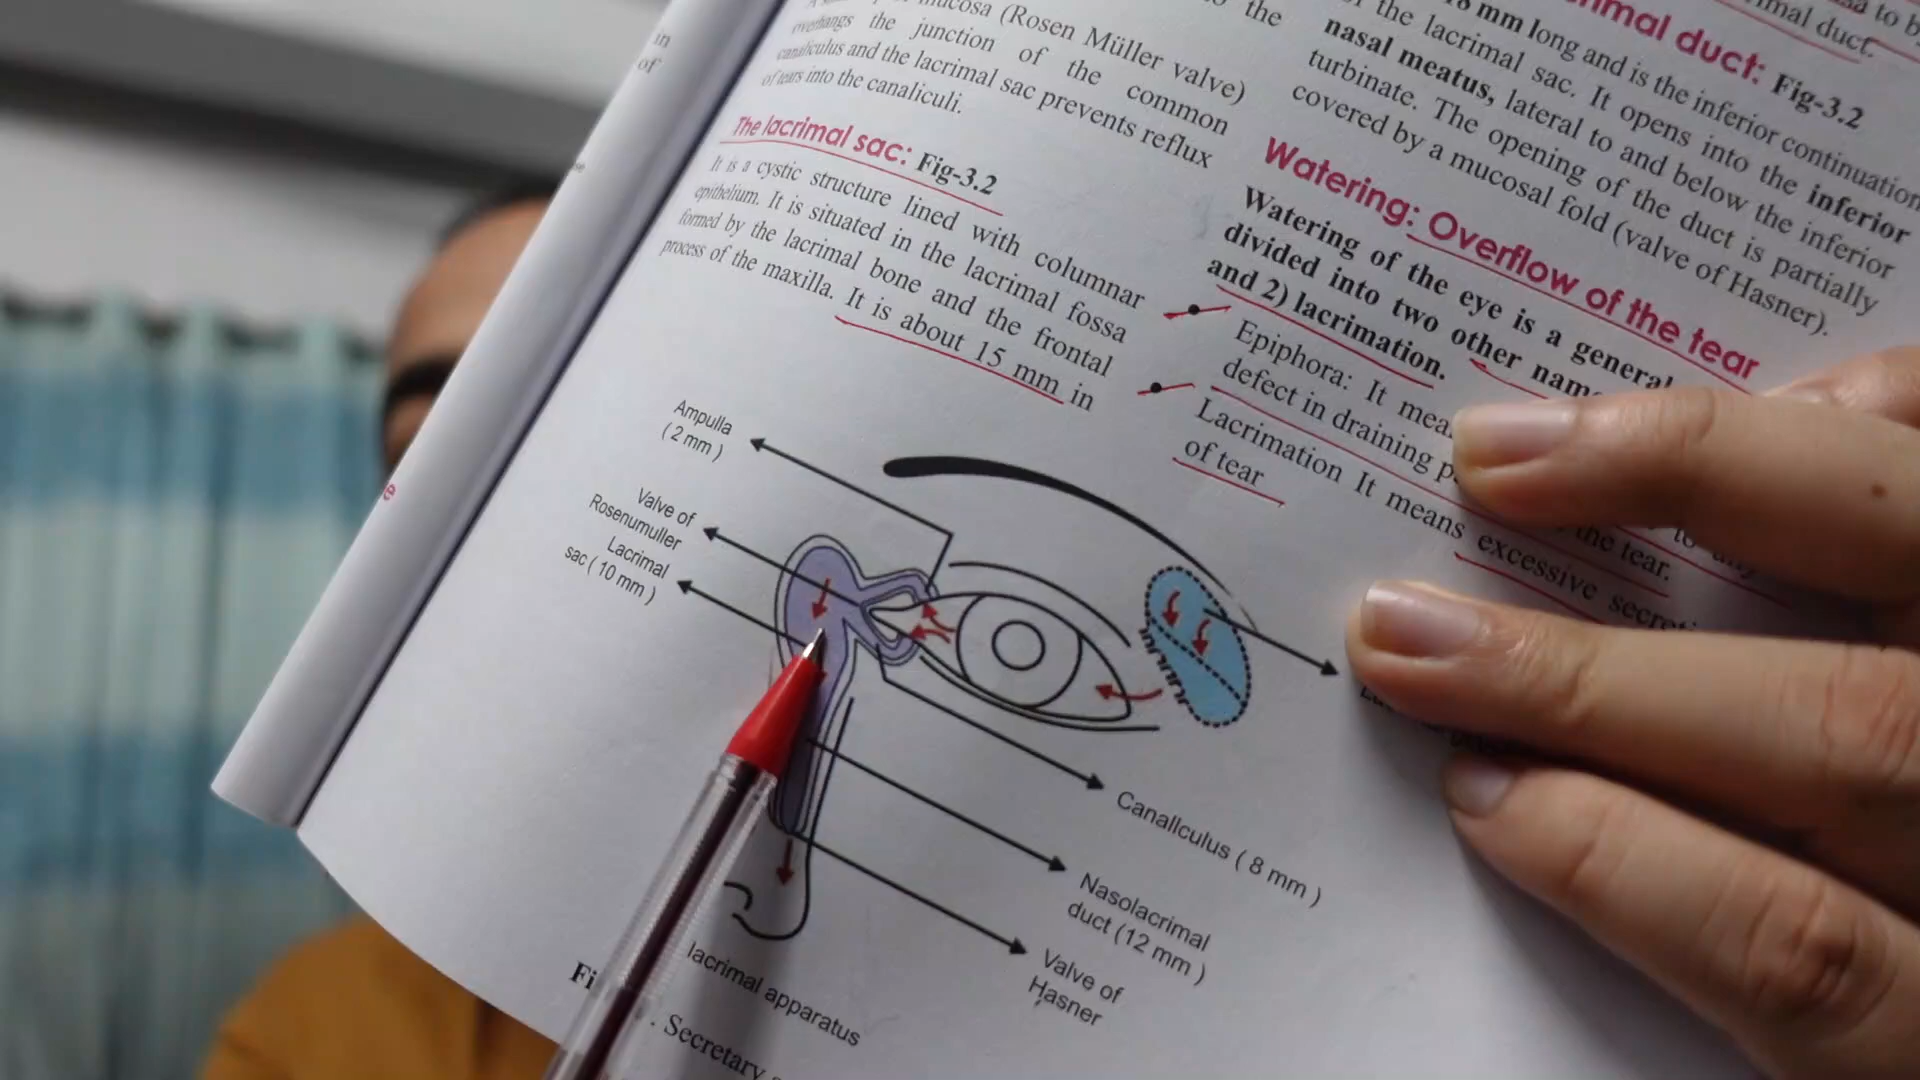 in
of
mucosa (Rosen Müller valve)
overhangs the junction of the common
canaliculus and the lacrimal sac prevents reflux
of tears into the canaliculi.
The lacrimal sac: Fig-3.2
It is a cystic structure lined with columnar
epithelium. It is situated in the lacrimal fossa
formed by the lacrimal bone and the frontal
process of the maxilla. It is about 15 mm in
Ampulla
( 2 mm )
Valve of
Rosenumuller
Lacrimal
sac ( 10 mm )
Canallculus ( 8 mm )
Nasolacrimal
duct (12 mm )
Valve of
Hasner
lacrimal apparatus
. Secretary
the
to b
duct.
duct: Fig-3.2
mm long and is the inferior continuation
the lacrimal sac. It opens into the inferior
nasal meatus, lateral to and below the inferior
turbinate. The opening of the duct is partially
covered by a mucosal fold (valve of Hasner).
Watering: Overflow of the tear
Watering of the eye is a general
divided into two other name
and 2) lacrimation.
• Epiphora: It mea
defect in draining p
the tear.
• Lacrimation It means excessive secreti
of tear